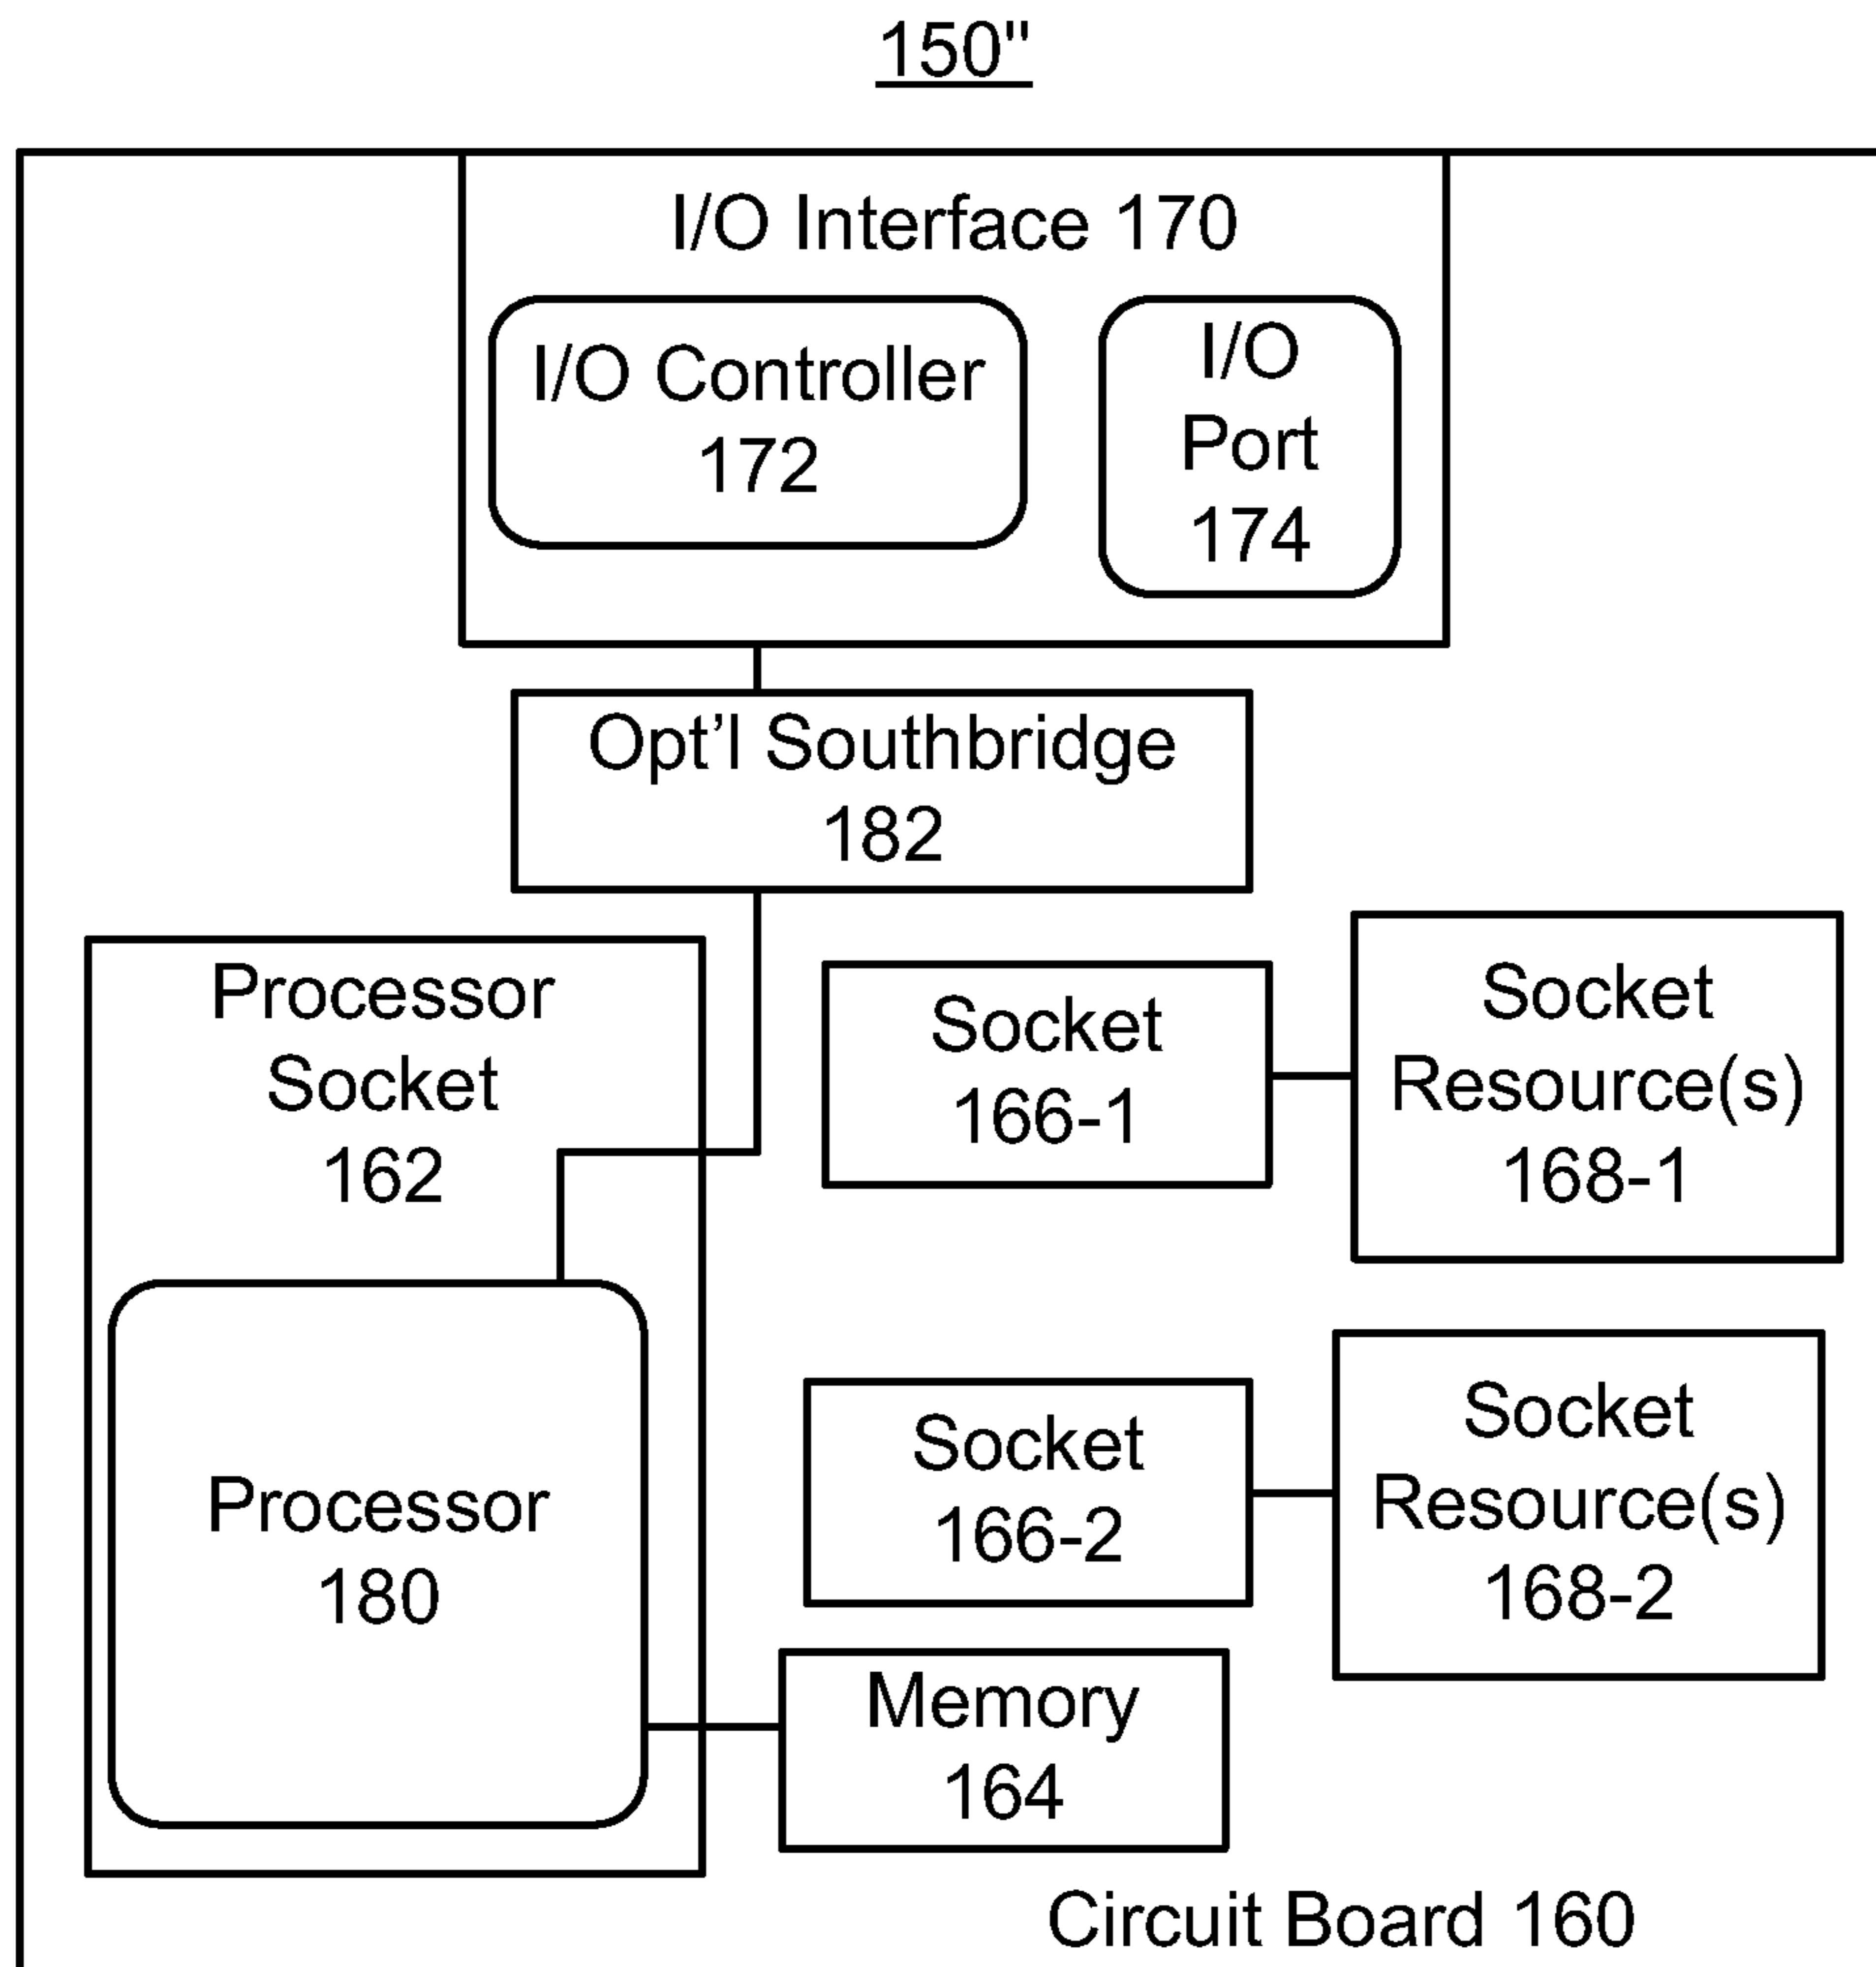 150"
I/O Interface 170
I/O Controller
172
I/O
Port
174
Opt'l Southbridge
182
Processor
Socket
162
Socket
166-1
Socket
Resource(s)
168-1
Processor
180
Socket
166-2
Socket
Resource(s)
168-2
Memory
164
Circuit Board 160